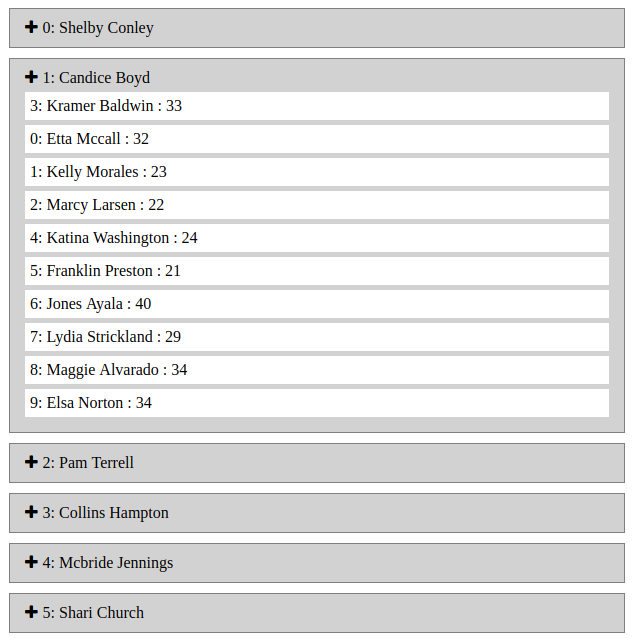 ✚ 0: Shelby Conley
✚ 1: Candice Boyd
3: Kramer Baldwin : 33
0: Etta Mccall : 32
1: Kelly Morales : 23
2: Marcy Larsen : 22
4: Katina Washington : 24
5: Franklin Preston : 21
6: Jones Ayala : 40
7: Lydia Strickland : 29
8: Maggie Alvarado : 34
9: Elsa Norton : 34
✚ 2: Pam Terrell
✚ 3: Collins Hampton
✚ 4: Mcbride Jennings
✚ 5: Shari Church